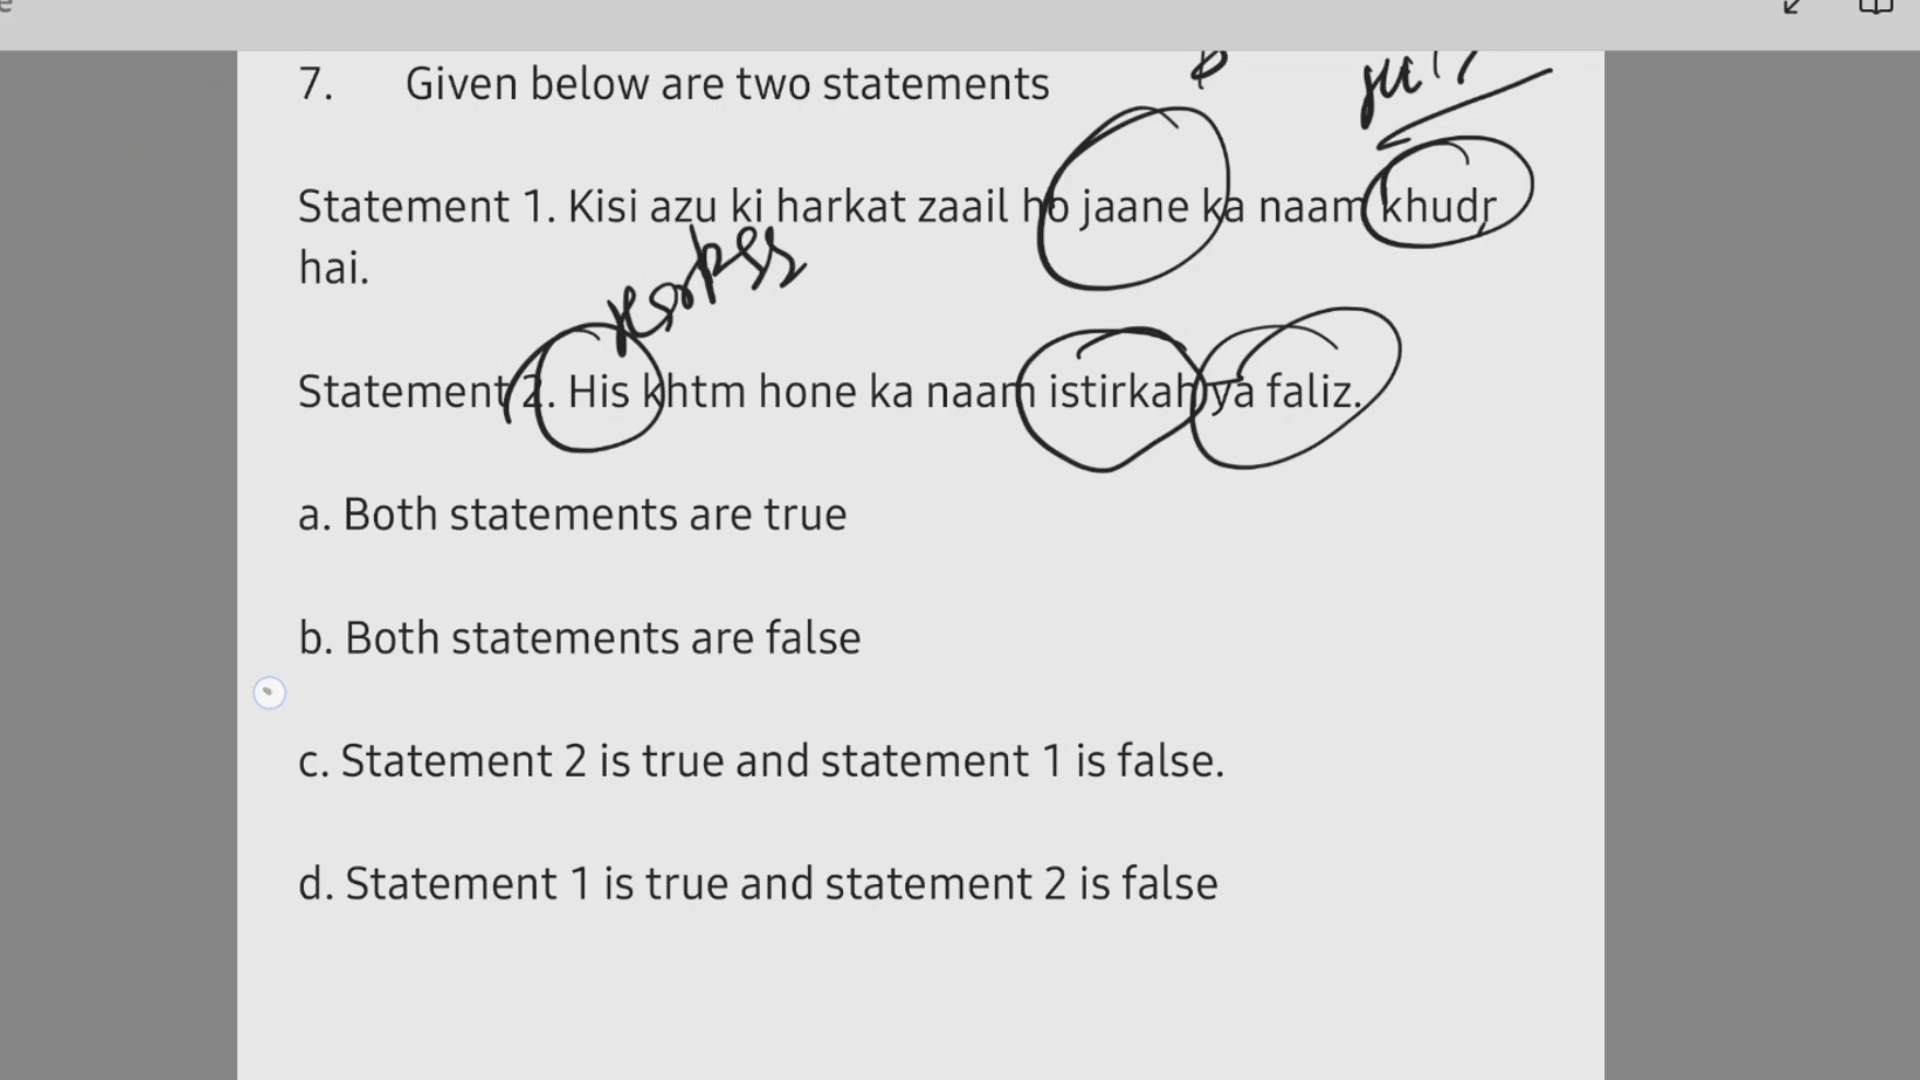 7. Given below are two statements
Statement 1. Kisi azu ki harkat zaail ho jaane ka naam khudr
hai.
Statement 2. His khtm hone ka naam istirkah ya faliz.
a. Both statements are true
b. Both statements are false
c. Statement 2 is true and statement 1 is false.
d. Statement 1 is true and statement 2 is false